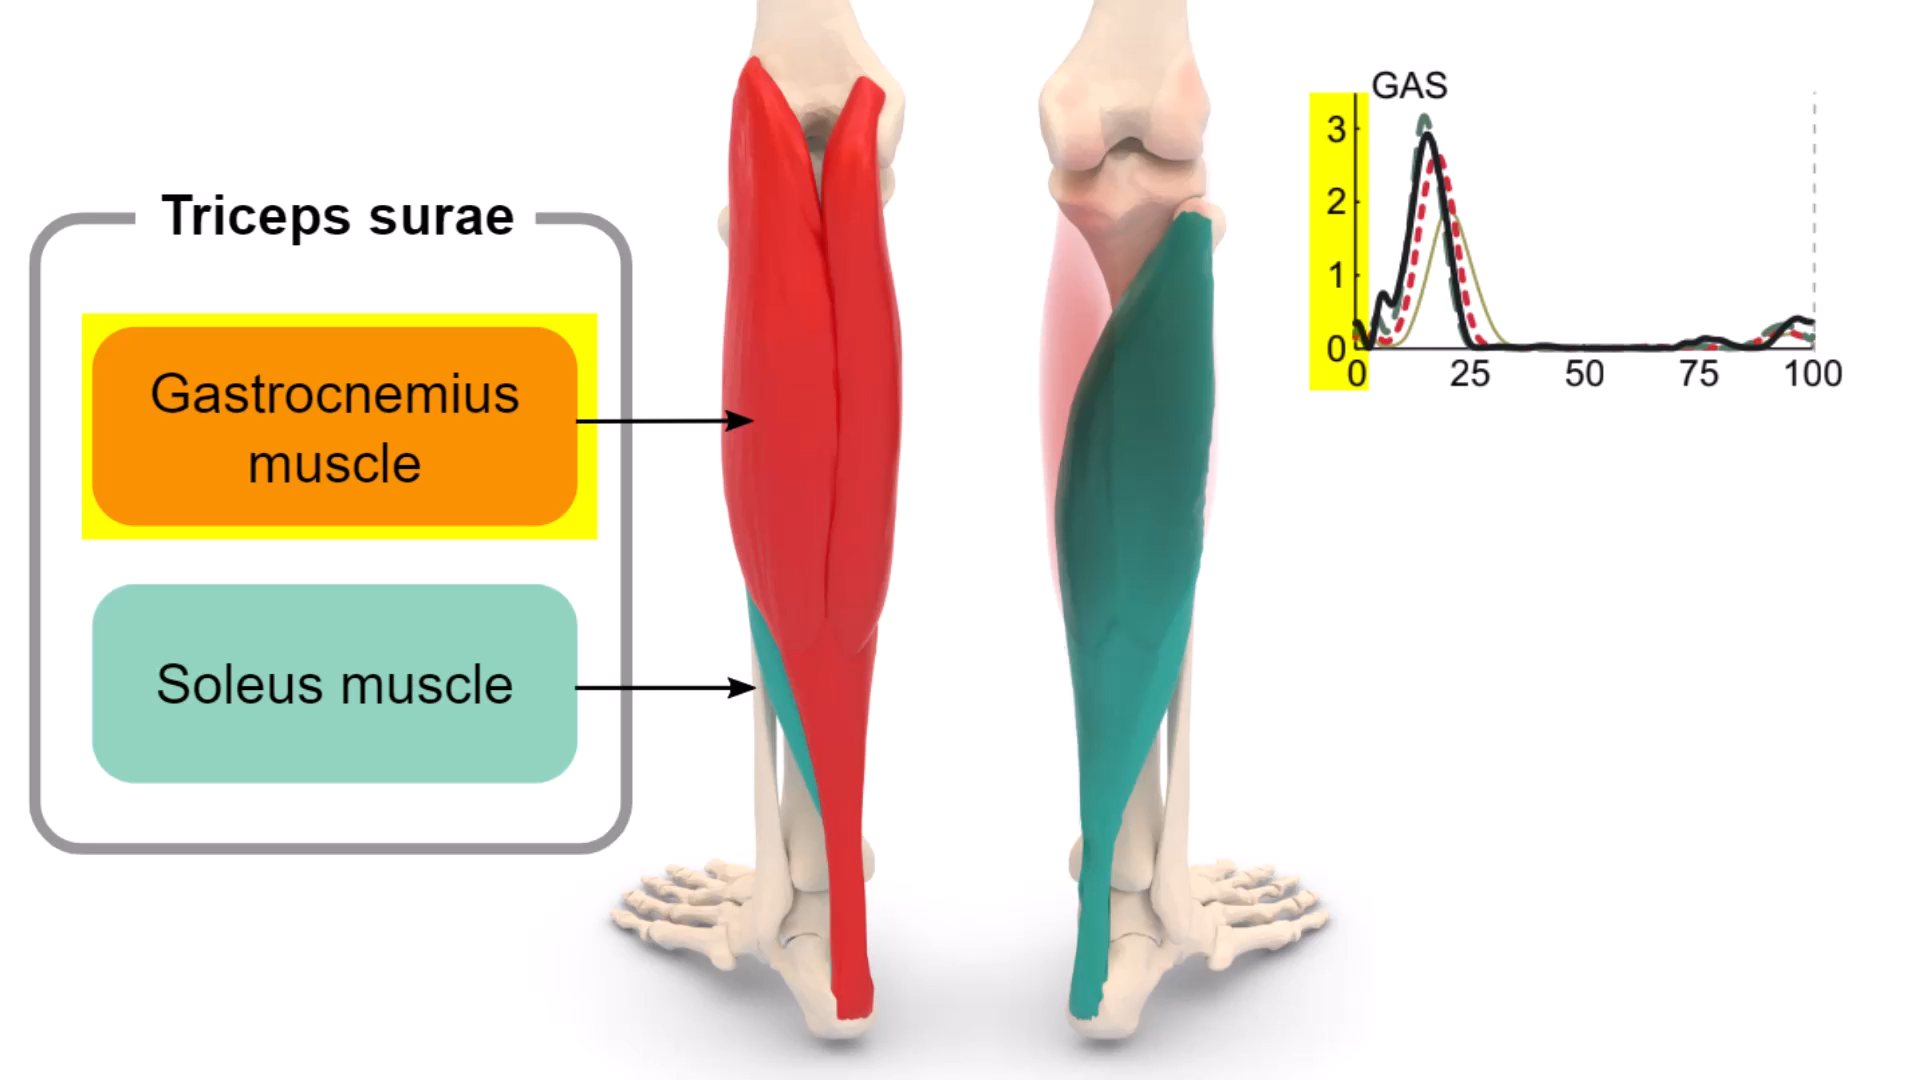 Triceps surae
Gastrocnemius
muscle
Soleus muscle
GAS
3
2
1
0
0 25 50 75 100